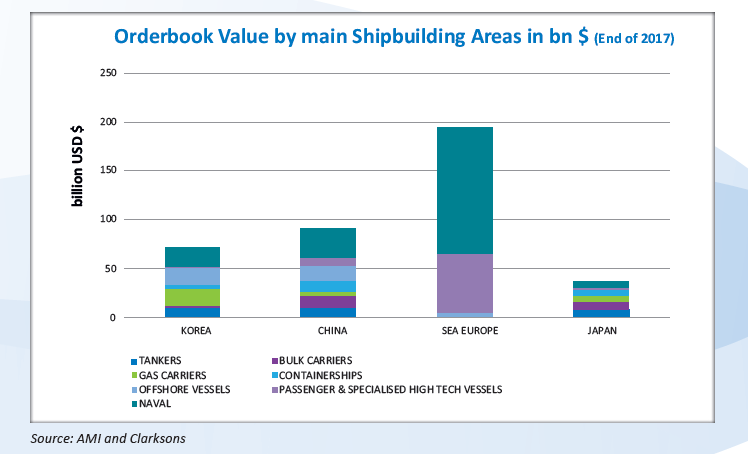 Orderbook Value by main Shipbuilding Areas in bn $ (End of 2017)
billion USD $
250
200
150
100
50
0
KOREA CHINA SEA EUROPE JAPAN
TANKERS BULK CARRIERS
GAS CARRIERS CONTAINERSHIPS
OFFSHORE VESSELS PASSENGER & SPECIALISED HIGH TECH VESSELS
NAVAL
Source: AMI and Clarksons